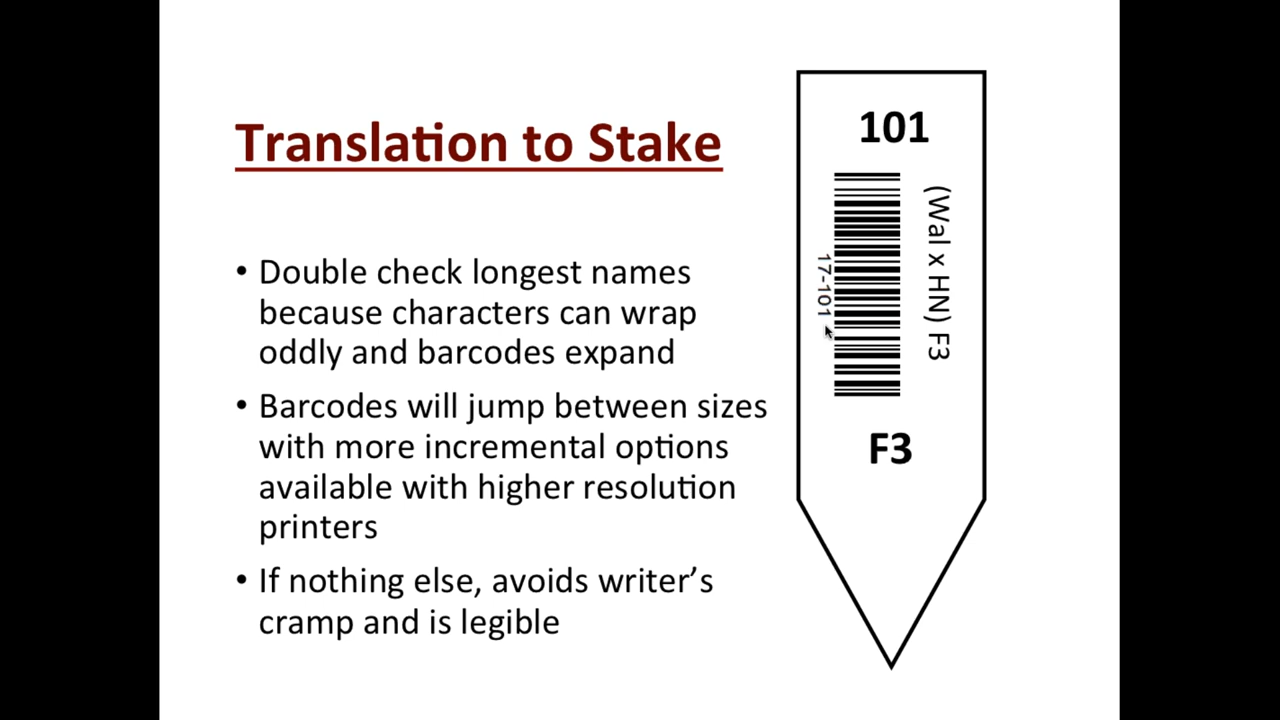 Translation to Stake
• Double check longest names
because characters can wrap
oddly and barcodes expand
• Barcodes will jump between sizes
with more incremental options
available with higher resolution
printers
• If nothing else, avoids writer’s
cramp and is legible
101
(Wal x HN) F3
17-101
F3